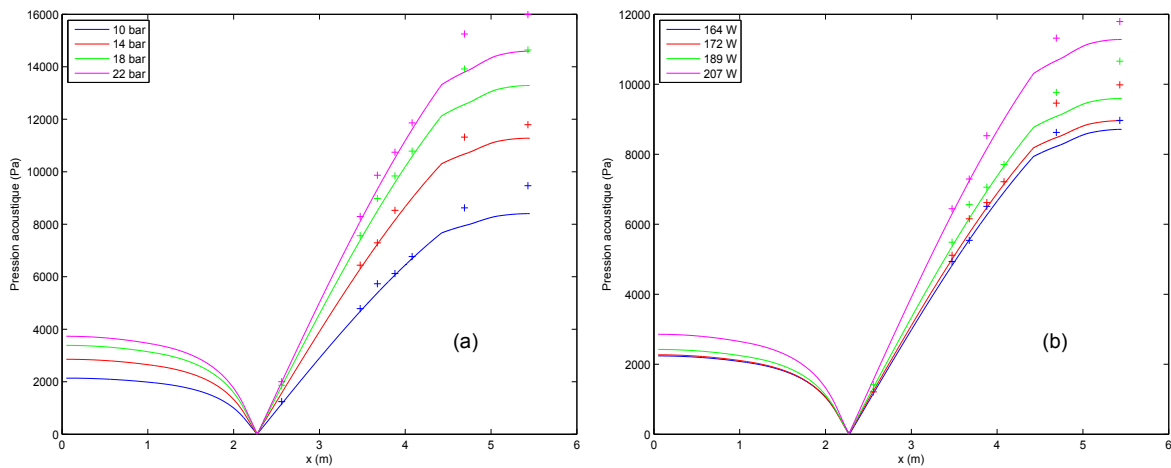 16000
14000
12000
10000
8000
6000
4000
2000
0
Pression acoustique (Pa)
10 bar
14 bar
18 bar
22 bar
(a)
0 1 2 3 4 5 6
x (m)
12000
10000
8000
6000
4000
2000
0
Pression acoustique (Pa)
164 W
172 W
189 W
207 W
(b)
0 1 2 3 4 5 6
x (m)